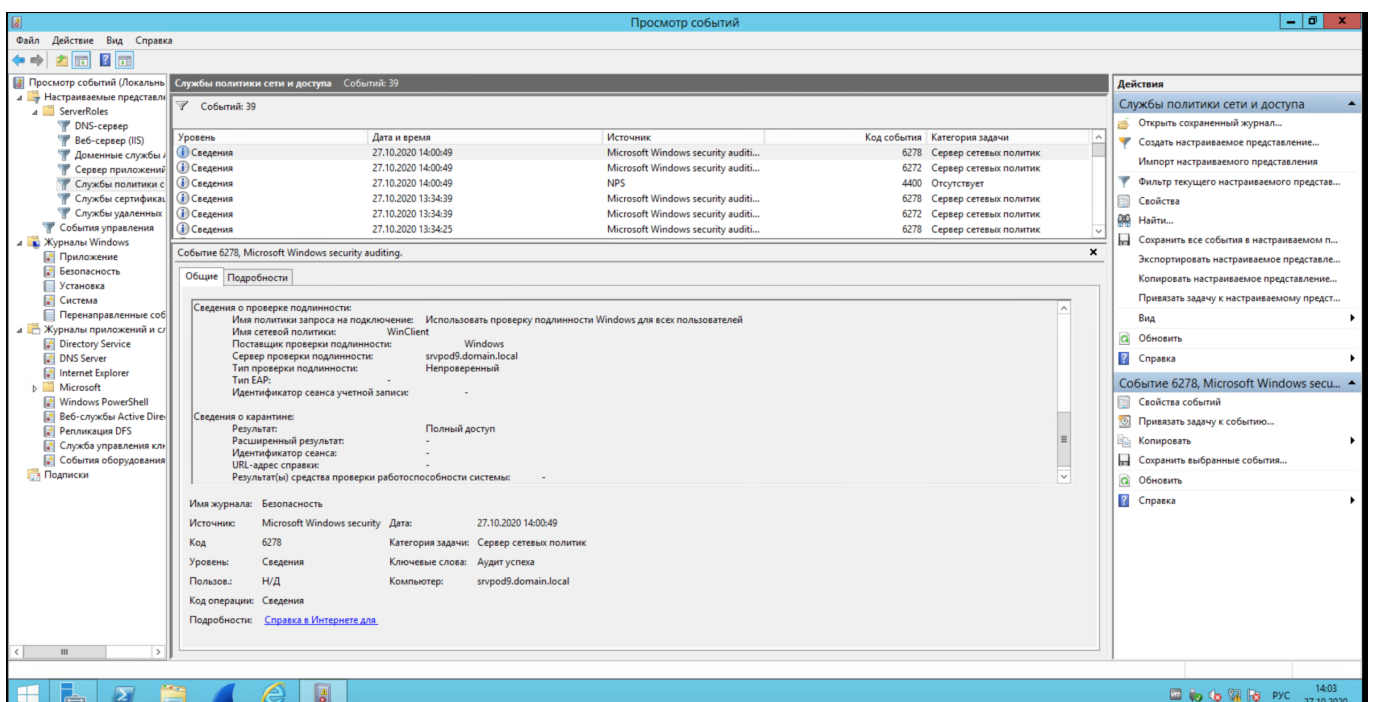 Просмотр событий
Файл Действие Вид Справка
Просмотр событий (Локальнь
Настраиваемые представле
ServerRoles
DNS-сервер
Веб-сервер (IIS)
Доменные службы
Сервер приложений
Службы политики с
Службы сертификац
Службы удаленных
События управления
Журналы Windows
Приложение
Безопасность
Установка
Система
Перенаправленные соб
Журналы приложений и сл
Directory Service
DNS Server
Internet Explorer
Microsoft
Windows PowerShell
Веб-службы Active Dire
Репликация DFS
Служба управления клю
События оборудования
Подписки
Службы политики сети и доступа Событий: 39
Событий: 39
Уровень Дата и время Источник Код события Категория задачи
Сведения 27.10.2020 14:00:49 Microsoft Windows security auditi... 6278 Сервер сетевых политик
Сведения 27.10.2020 14:00:49 Microsoft Windows security auditi... 6272 Сервер сетевых политик
Сведения 27.10.2020 14:00:49 NPS 4400 Отсутствует
Сведения 27.10.2020 13:34:39 Microsoft Windows security auditi... 6278 Сервер сетевых политик
Сведения 27.10.2020 13:34:39 Microsoft Windows security auditi... 6272 Сервер сетевых политик
Сведения 27.10.2020 13:34:25 Microsoft Windows security auditi... 6278 Сервер сетевых политик
Событие 6278, Microsoft Windows security auditing.
Общие Подробности
Сведения о проверке подлинности:
Имя политики запроса на подключение: Использовать проверку подлинности Windows для всех пользователей
Имя сетевой политики: WinClient
Поставщик проверки подлинности: Windows
Сервер проверки подлинности: srvpod9.domain.local
Тип проверки подлинности: Непроверенный
Тип EAP: -
Идентификатор сеанса учетной записи: -
Сведения о карантине:
Результат: Полный доступ
Расширенный результат: -
Идентификатор сеанса: -
URL-адрес справки: -
Результат(ы) средства проверки работоспособности системы: -
Имя журнала: Безопасность
Источник: Microsoft Windows security Дата: 27.10.2020 14:00:49
Код 6278 Категория задачи: Сервер сетевых политик
Уровень: Сведения Ключевые слова: Аудит успеха
Пользов.: Н/Д Компьютер: srvpod9.domain.local
Код операции: Сведения
Подробности: Справка в Интернете для
Действия
Службы политики сети и доступа
Открыть сохраненный журнал...
Создать настраиваемое представление...
Импорт настраиваемого представления
Фильтр текущего настраиваемого представ...
Свойства
Найти...
Сохранить все события в настраиваемом п...
Экспортировать настраиваемое представле...
Копировать настраиваемое представление...
Привязать задачу к настраиваемому предст...
Вид
Обновить
Справка
Событие 6278, Microsoft Windows secu...
Свойства событий
Привязать задачу к событию...
Копировать
Сохранить выбранные события...
Обновить
Справка
РУС 14:03
27.10.2020